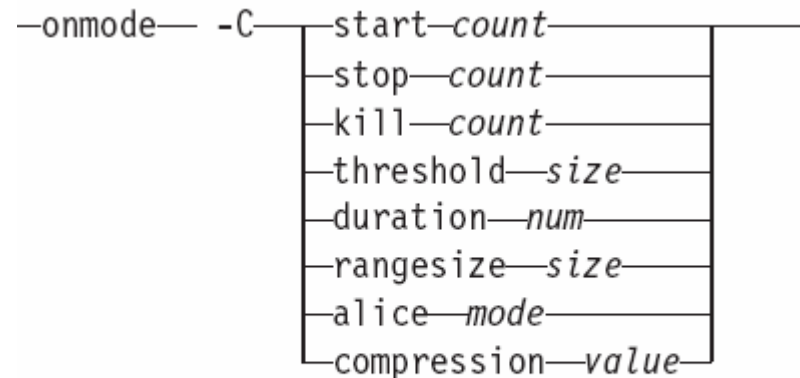 onmode -C start count
stop count
kill count
threshold size
duration num
rangesize size
alice mode
compression value